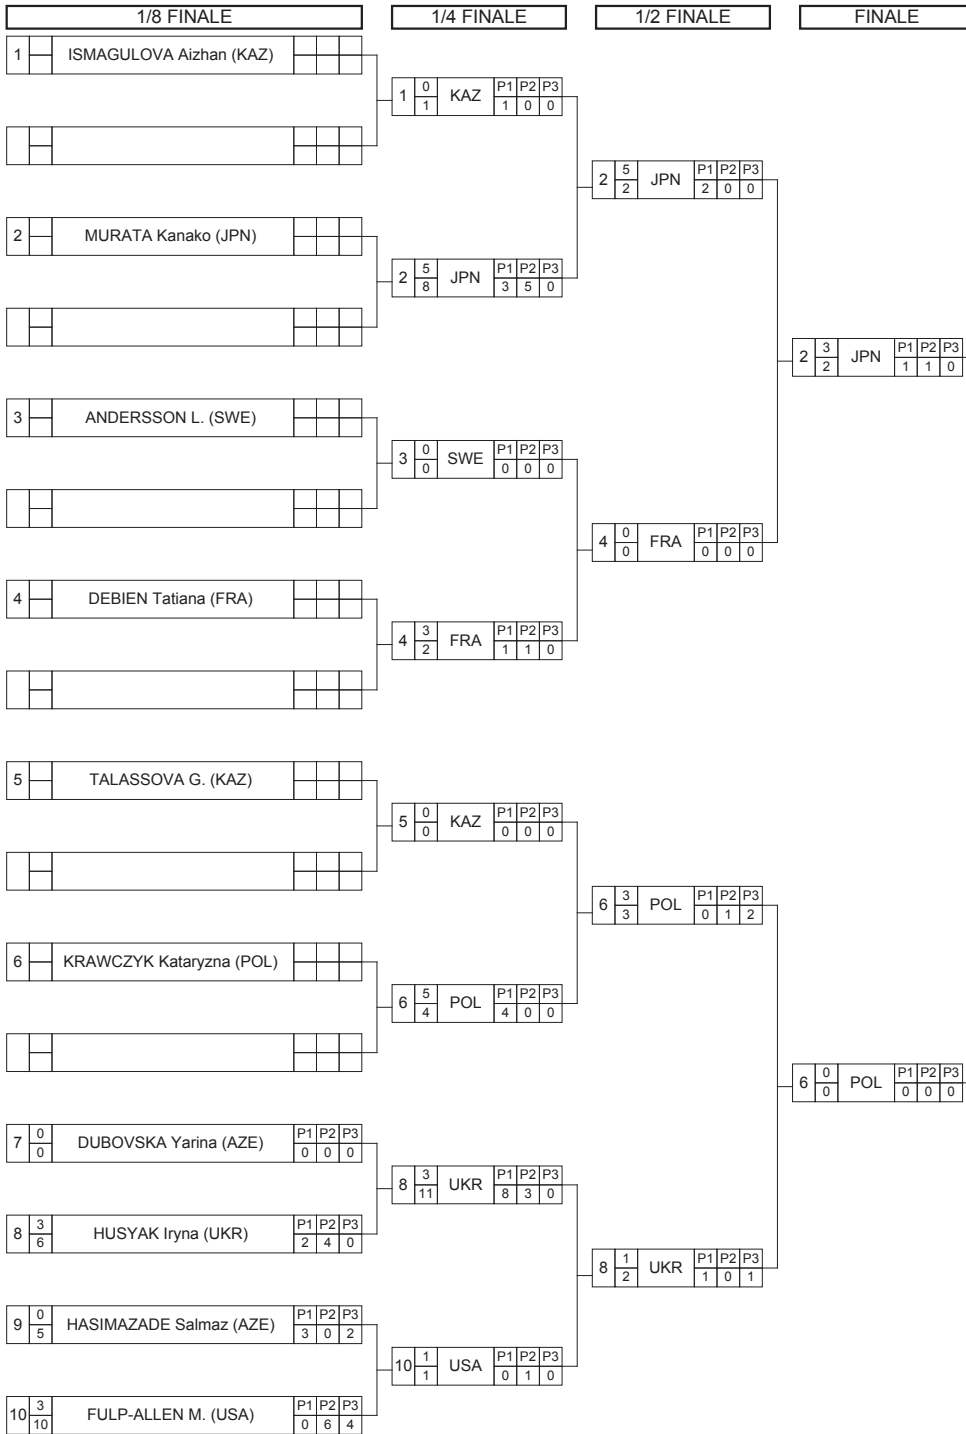 1/8 FINALE 1/4 FINALE 1/2 FINALE FINALE
1 ISMAGULOVA Aizhan (KAZ)
0 P1 P2 P3
1 KAZ
1 1 0 0
5 P1 P2 P3
2 JPN
2 2 0 0
2 MURATA Kanako (JPN)
5 P1 P2 P3
2 JPN
8 3 5 0
3 P1 P2 P3
2 JPN
2 1 1 0
3 ANDERSSON L. (SWE)
0 P1 P2 P3
3 SWE
0 0 0 0
0 P1 P2 P3
4 FRA
0 0 0 0
4 DEBIEN Tatiana (FRA)
3 P1 P2 P3
4 FRA
2 1 1 0
5 TALASSOVA G. (KAZ)
0 P1 P2 P3
5 KAZ
0 0 0 0
3 P1 P2 P3
6 POL
3 0 1 2
6 KRAWCZYK Kataryzna (POL)
5 P1 P2 P3
6 POL
4 4 0 0
0 P1 P2 P3
6 POL
0 0 0 0
0 P1 P2 P3
7 DUBOVSKA Yarina (AZE)
0 0 0 0
3 P1 P2 P3
8 UKR
11 8 3 0
3 P1 P2 P3
8 HUSYAK Iryna (UKR)
6 2 4 0
1 P1 P2 P3
8 UKR
2 1 0 1
0 P1 P2 P3
9 HASIMAZADE Salmaz (AZE)
5 3 0 2
1 P1 P2 P3
10 USA
1 0 1 0
3 P1 P2 P3
10 FULP-ALLEN M. (USA)
10 0 6 4